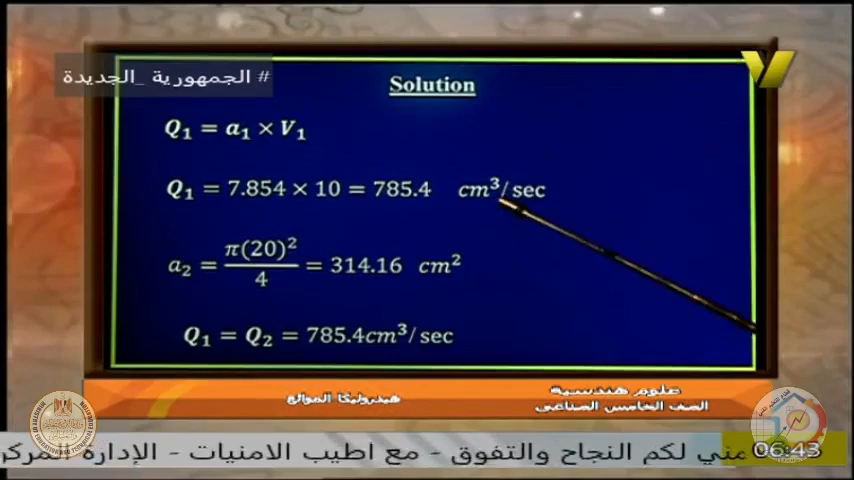 # الجمهورية _الجديدة
Solution
Q₁ = a₁ × V₁
Q₁ = 7.854 × 10 = 785.4 cm³/sec
a₂ = π(20)²/4 = 314.16 cm²
Q₁ = Q₂ = 785.4cm³/sec
علوم هندسية
هيدروليكا الموائع
الصف الخامس الصناعى
مني لكم النجاح والتفوق - مع اطيب الامنيات - الإدارة
06:43